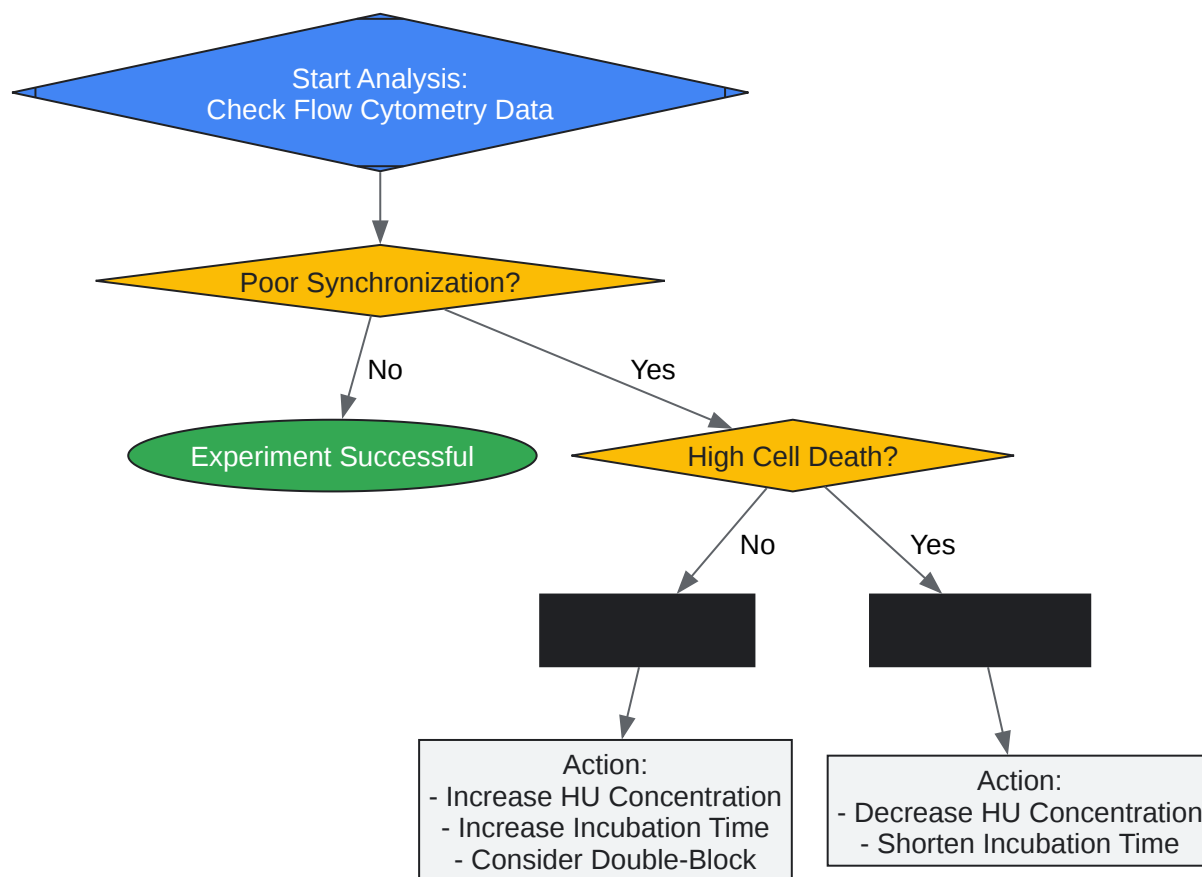 Start Analysis:
Check Flow Cytometry Data
Poor Synchronization?
No
Yes
Experiment Successful
High Cell Death?
No
Yes
Action:
- Increase HU Concentration
- Increase Incubation Time
- Consider Double-Block
Action:
- Decrease HU Concentration
- Shorten Incubation Time